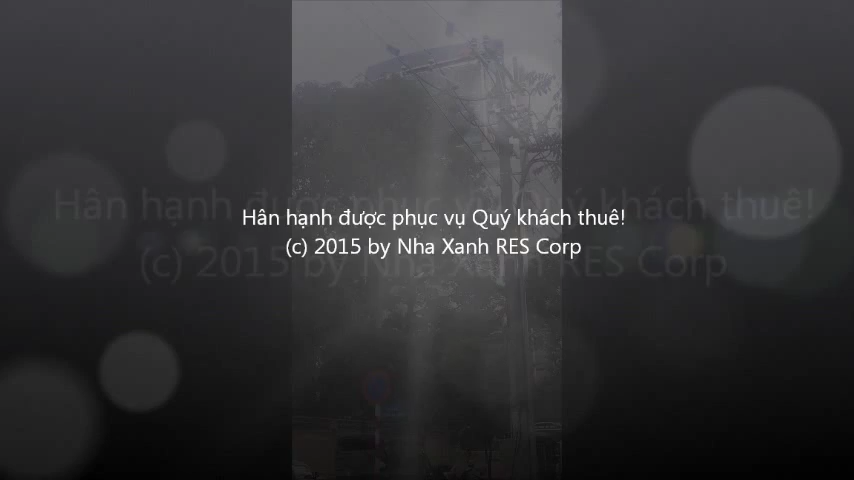 Hân hạnh được phục vụ Quý khách thuê!
(c) 2015 by Nha Xanh RES Corp